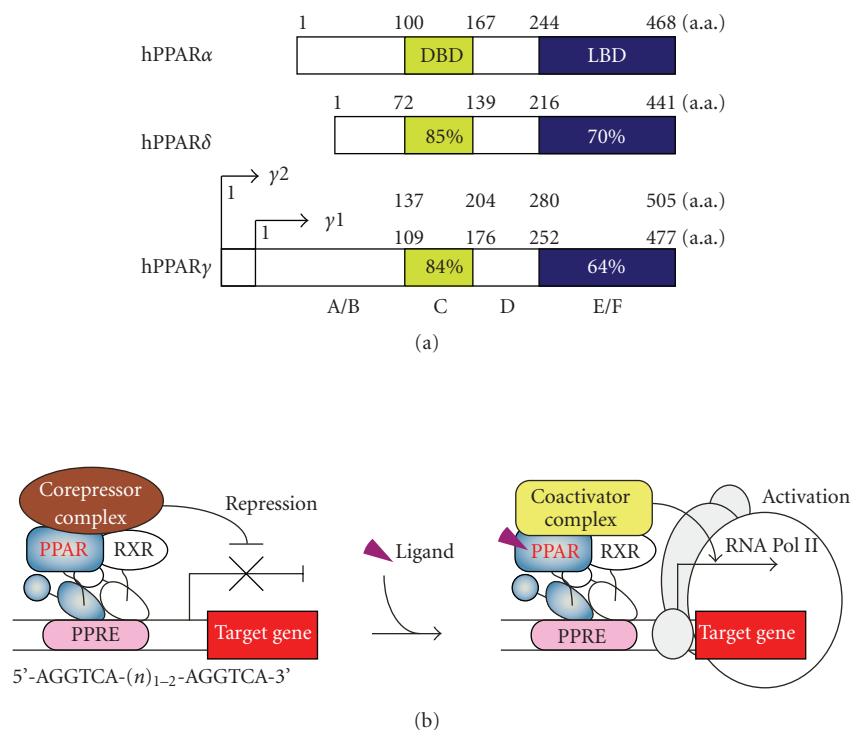 1 100 167 244 468 (a.a.)
hPPARα DBD LBD
1 72 139 216 441 (a.a.)
hPPARδ 85% 70%
γ2
1
137 204 280 505 (a.a.)
γ1
1
109 176 252 477 (a.a.)
hPPARγ 84% 64%
A/B C D E/F
(a)
Corepressor
complex
Repression
PPAR RXR
PPRE
Target gene
5'-AGGTCA-(n)1–2-AGGTCA-3'
Ligand
Coactivator
complex
Activation
RNA Pol II
PPAR RXR
PPRE
Target gene
(b)